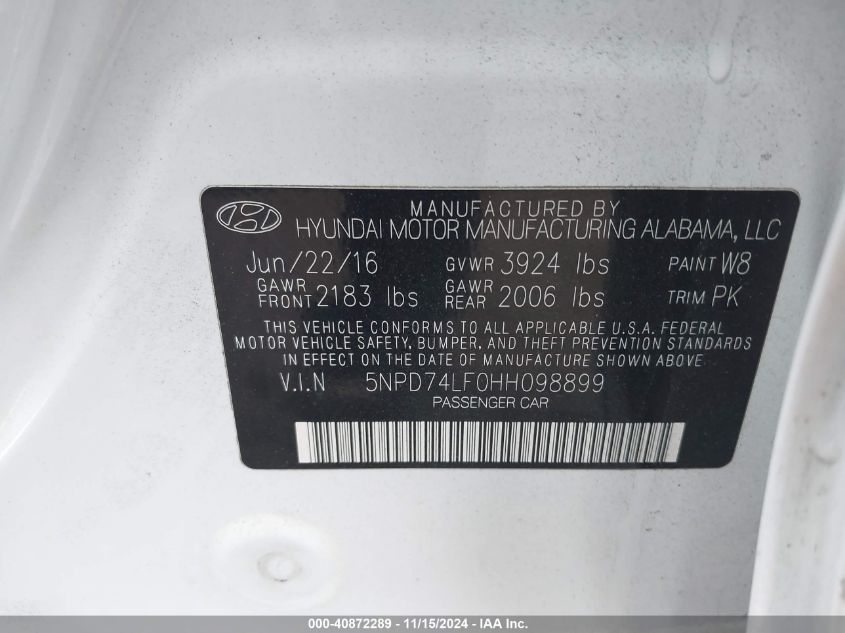 MANUFACTURED BY
HYUNDAI MOTOR MANUFACTURING ALABAMA, LLC
Jun/22/16 GVWR 3924 lbs PAINT W8
GAWR FRONT 2183 lbs GAWR REAR 2006 lbs TRIM PK
THIS VEHICLE CONFORMS TO ALL APPLICABLE U.S.A. FEDERAL
MOTOR VEHICLE SAFETY, BUMPER, AND THEFT PREVENTION STANDARDS
IN EFFECT ON THE DATE OF MANUFACTURE SHOWN ABOVE
V.I.N 5NPD74LF0HH098899
PASSENGER CAR
000-40872289 - 11/15/2024 - IAA Inc.